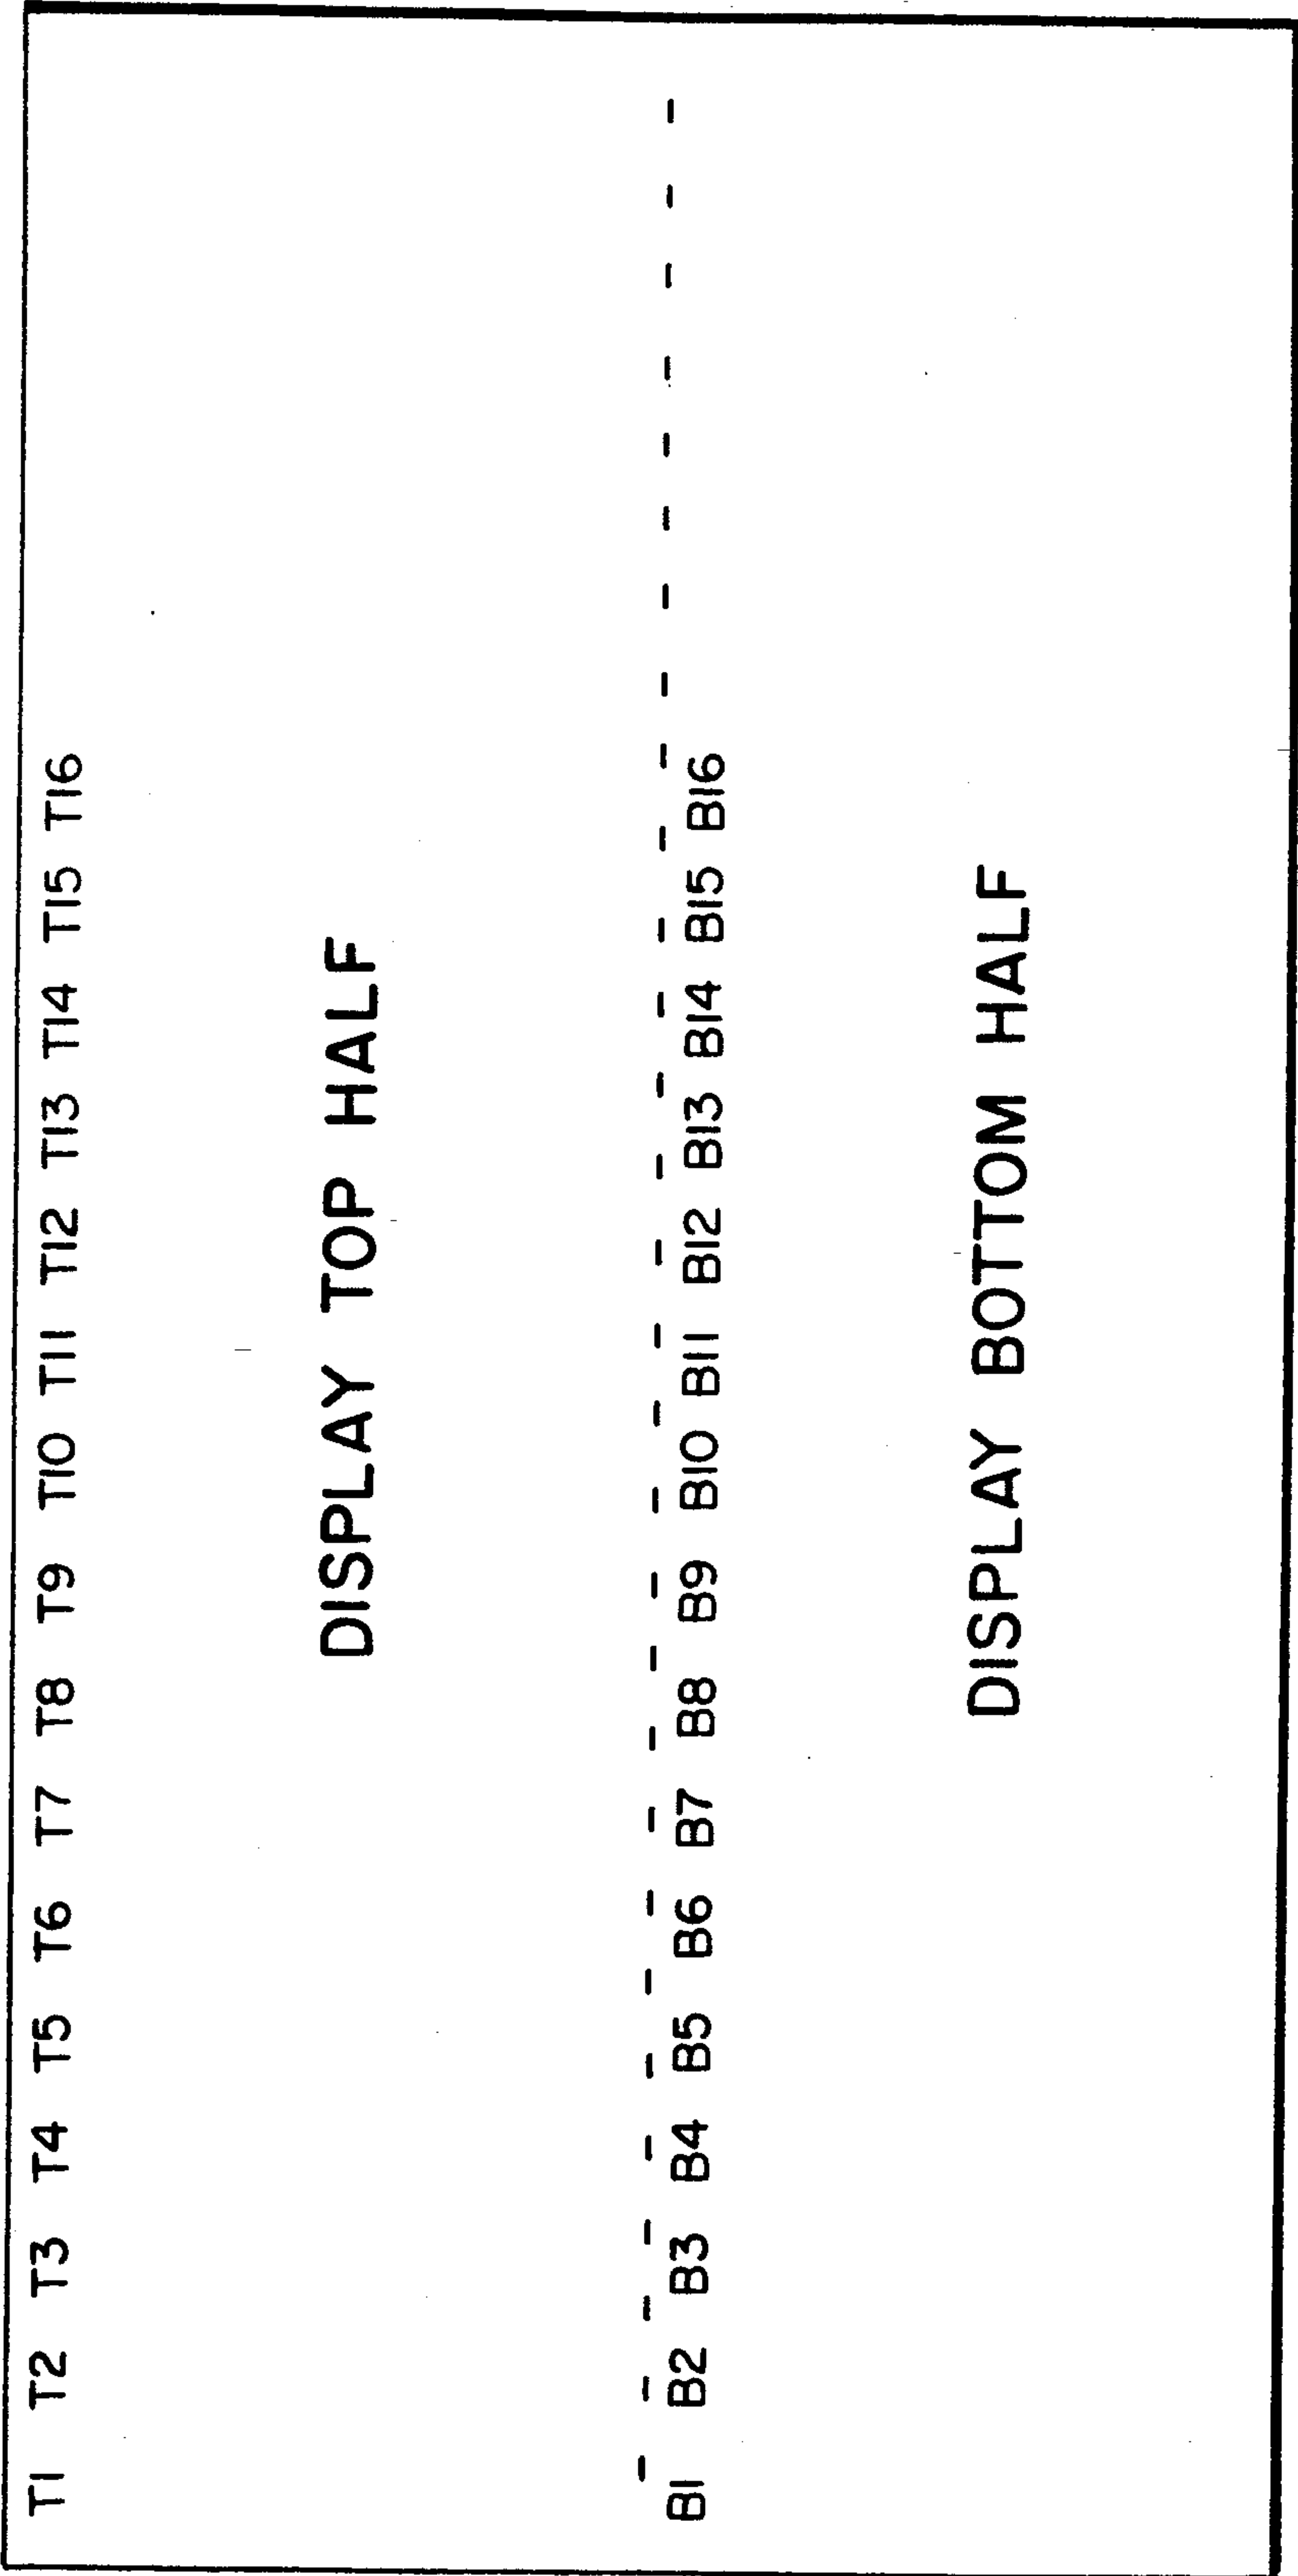 T1 T2 T3 T4 T5 T6 T7 T8 T9 T10 T11 T12 T13 T14 T15 T16
DISPLAY TOP HALF
B1 B2 B3 B4 B5 B6 B7 B8 B9 B10 B11 B12 B13 B14 B15 B16
DISPLAY BOTTOM HALF